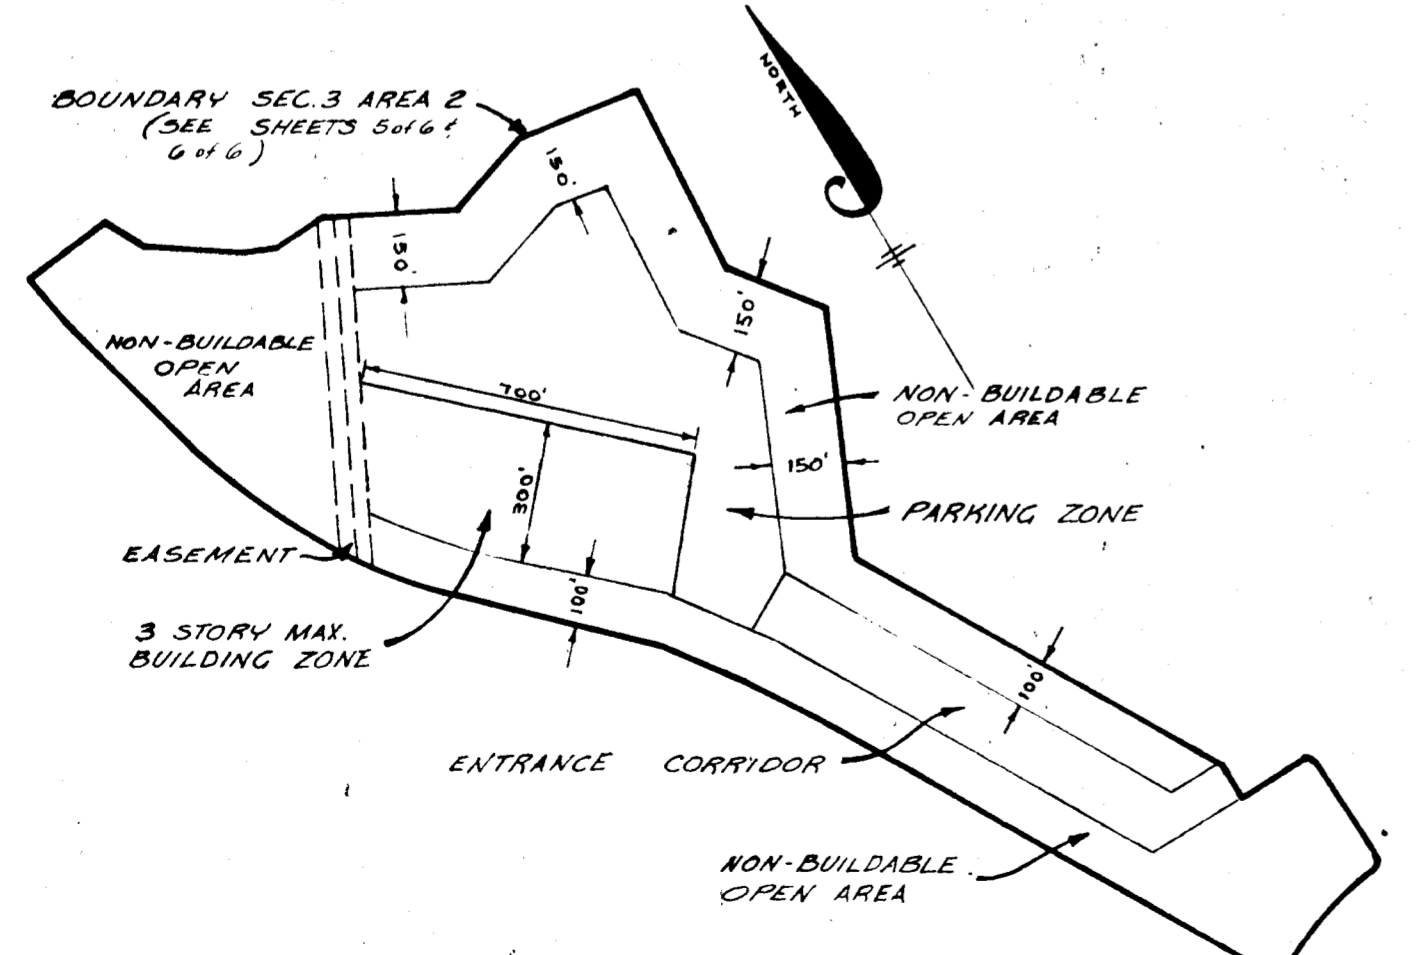 NORTH
BOUNDARY SEC.3 AREA 2
(SEE SHEETS 5 of 6 &
6 of 6)
150'
150'
150'
NON-BUILDABLE
OPEN
AREA
700'
NON-BUILDABLE
OPEN AREA
150'
300'
PARKING ZONE
EASEMENT
100'
3 STORY MAX.
BUILDING ZONE
100'
ENTRANCE CORRIDOR
NON-BUILDABLE
OPEN AREA